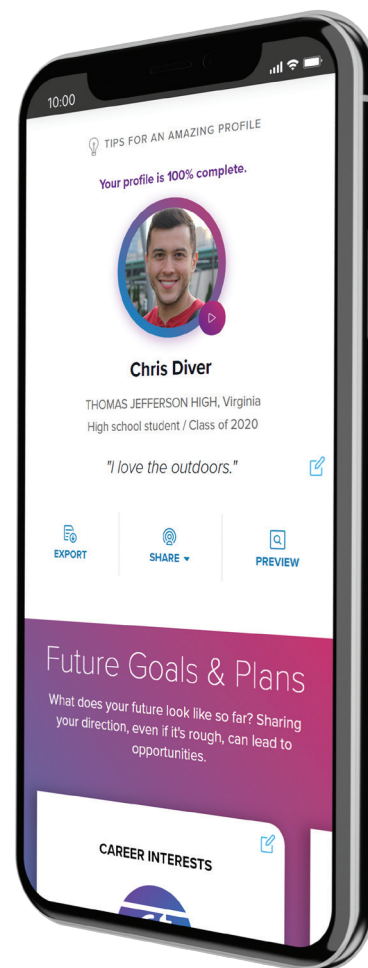 10:00
TIPS FOR AN AMAZING PROFILE
Your profile is 100% complete.
Chris Diver
THOMAS JEFFERSON HIGH, Virginia
High school student / Class of 2020
"I love the outdoors."
EXPORT
SHARE
PREVIEW
Future Goals & Plans
What does your future look like so far? Sharing
your direction, even if it's rough, can lead to
opportunities.
CAREER INTERESTS